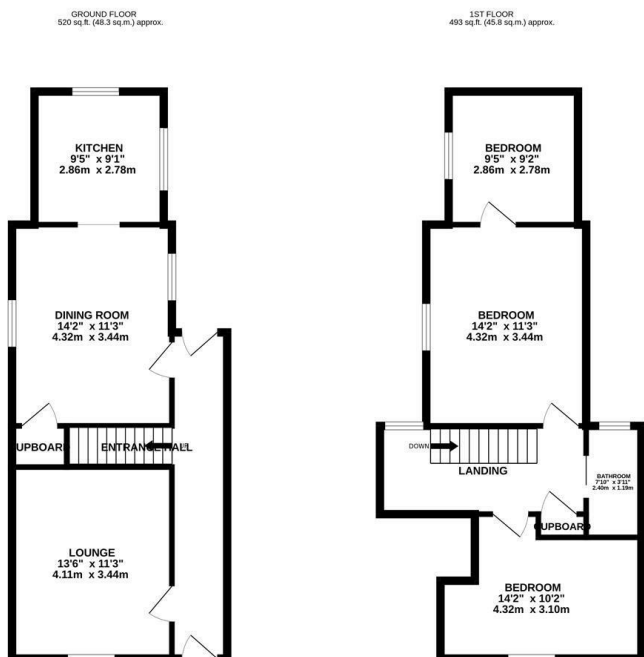 GROUND FLOOR
520 sq.ft. (48.3 sq.m.) approx.
1ST FLOOR
493 sq.ft. (45.8 sq.m.) approx.
KITCHEN
9'5" x 9'1"
2.86m x 2.78m
DINING ROOM
14'2" x 11'3"
4.32m x 3.44m
UPBOARD
ENTRANCE HALL
UP
LOUNGE
13'6" x 11'3"
4.11m x 3.44m
BEDROOM
9'5" x 9'2"
2.86m x 2.78m
BEDROOM
14'2" x 11'3"
4.32m x 3.44m
DOWN
LANDING
BATHROOM
7'10" x 3'11"
2.40m x 1.19m
CUPBOARD
BEDROOM
14'2" x 10'2"
4.32m x 3.10m